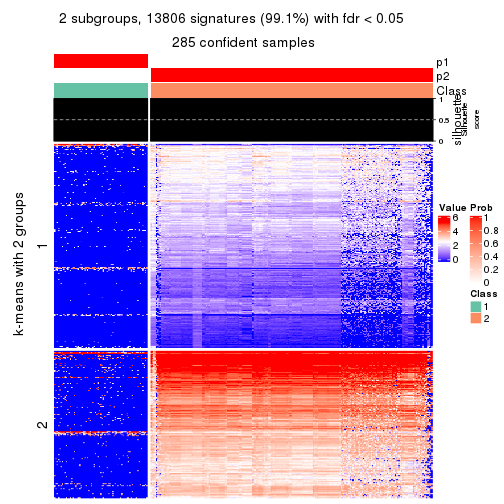 2 subgroups, 13806 signatures (99.1%) with fdr < 0.05
285 confident samples
p1
p2
Class
1
0.5
0
silhouette
Silhouette
score
k-means with 2 groups
1
2
Value
6
4
2
0
Prob
1
0.8
0.6
0.4
0.2
0
Class
1
2